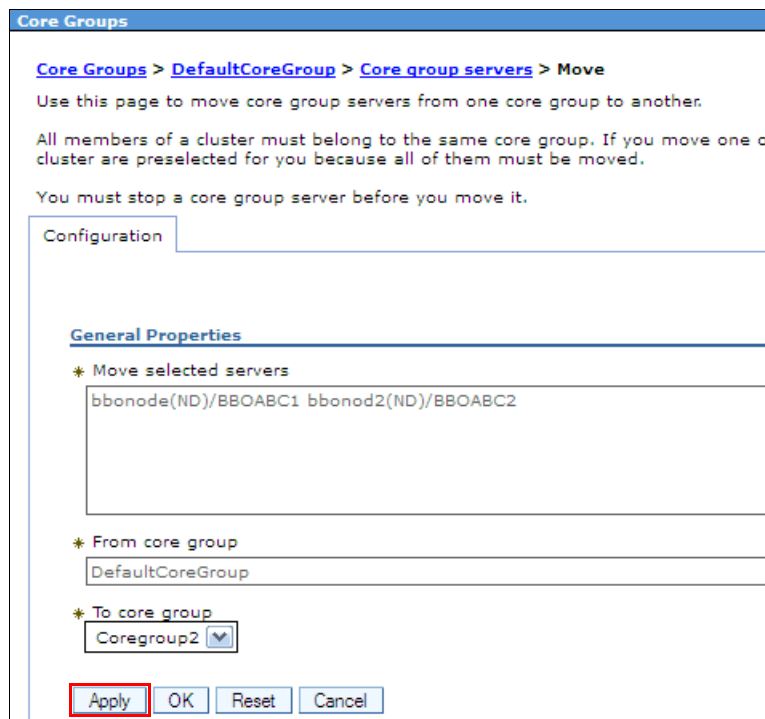 Core Groups
Core Groups > DefaultCoreGroup > Core group servers > Move
Use this page to move core group servers from one core group to another.
All members of a cluster must belong to the same core group. If you move one
cluster are preselected for you because all of them must be moved.
You must stop a core group server before you move it.
Configuration
General Properties
* Move selected servers
bbonode(ND)/BBOABC1 bbonod2(ND)/BBOABC2
* From core group
DefaultCoreGroup
* To core group
Coregroup2
Apply OK Reset Cancel